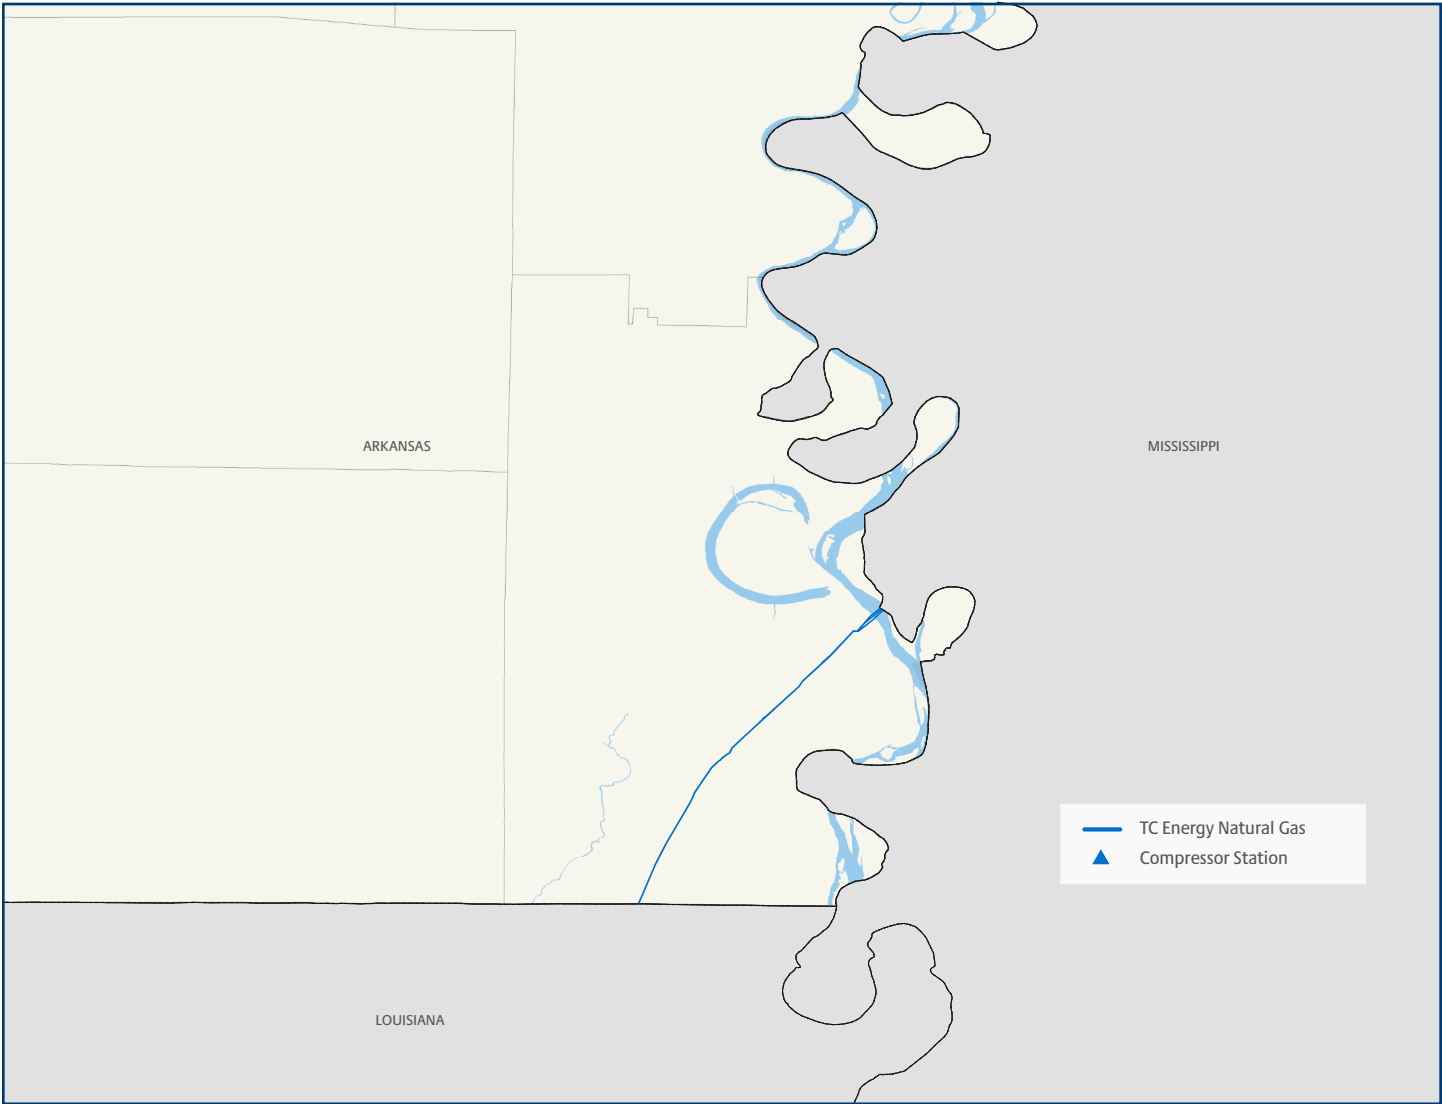 ARKANSAS
MISSISSIPPI
TC Energy Natural Gas
Compressor Station
LOUISIANA